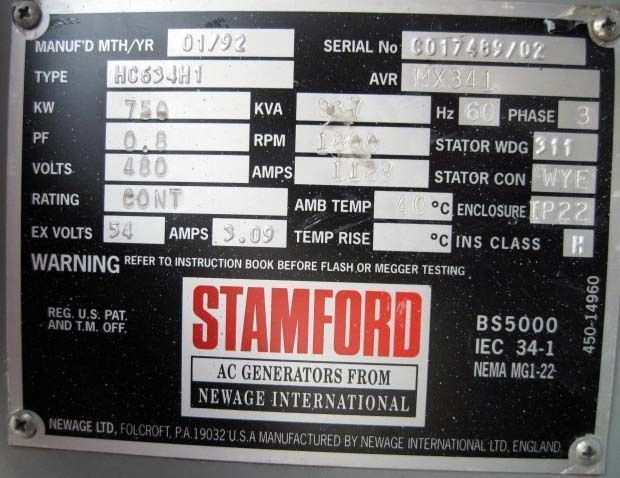 MANUF'D MTH/YR 01/92 SERIAL No C017489/02
TYPE HC634H1 AVR MX341
KW 750 KVA 937 Hz 60 PHASE 3
PF 0.8 RPM 1800 STATOR WDG 311
VOLTS 480 AMPS 1128 STATOR CON WYE
RATING CONT AMB TEMP 40 °C ENCLOSURE IP22
EX VOLTS 54 AMPS 3.09 TEMP RISE °C INS CLASS H
WARNING REFER TO INSTRUCTION BOOK BEFORE FLASH OR MEGGER TESTING
REG. U.S. PAT.
AND T.M. OFF.
STAMFORD
AC GENERATORS FROM
NEWAGE INTERNATIONAL
BS5000
IEC 34-1
NEMA MG1-22
450-14960
NEWAGE LTD, FOLCROFT, P.A.19032 U.S.A MANUFACTURED BY NEWAGE INTERNATIONAL LTD, ENGLAND.